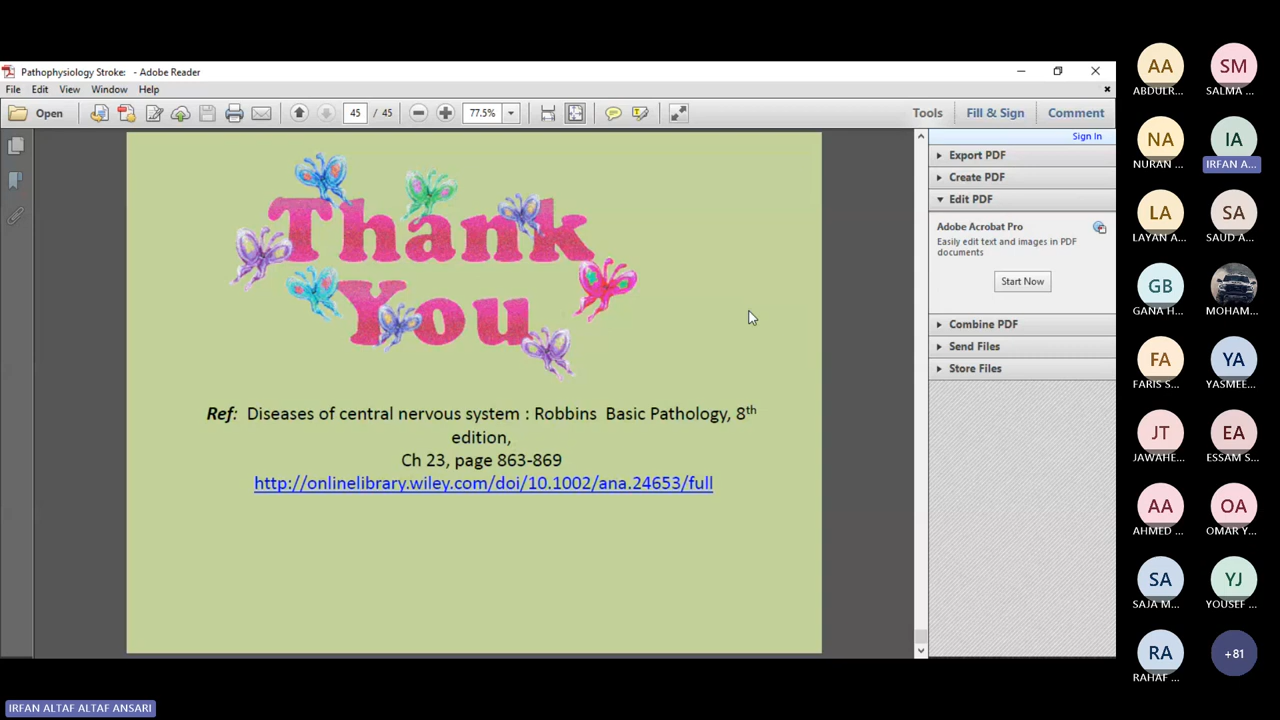 Pathophysiology Stroke:   - Adobe Reader
File Edit View Window Help
Open 45 / 45 77.5% Tools Fill & Sign Comment
Sign In
Export PDF
Create PDF
Edit PDF
Adobe Acrobat Pro
Easily edit text and images in PDF
documents
Start Now
Combine PDF
Send Files
Store Files
Thank
You
Ref:  Diseases of central nervous system : Robbins  Basic Pathology, 8th
edition,
Ch 23, page 863-869
http://onlinelibrary.wiley.com/doi/10.1002/ana.24653/full
AA SM
ABDULR... SALMA ...
NA IA
NURAN ... IRFAN A...
LA SA
LAYAN A... SAUD A...
GB
GANA H... MOHAM...
FA YA
FARIS S... YASMEE...
JT EA
JAWAHE... ESSAM S...
AA OA
AHMED ... OMAR Y...
SA YJ
SAJA M... YOUSEF ...
RA +81
RAHAF ...
IRFAN ALTAF ALTAF ANSARI